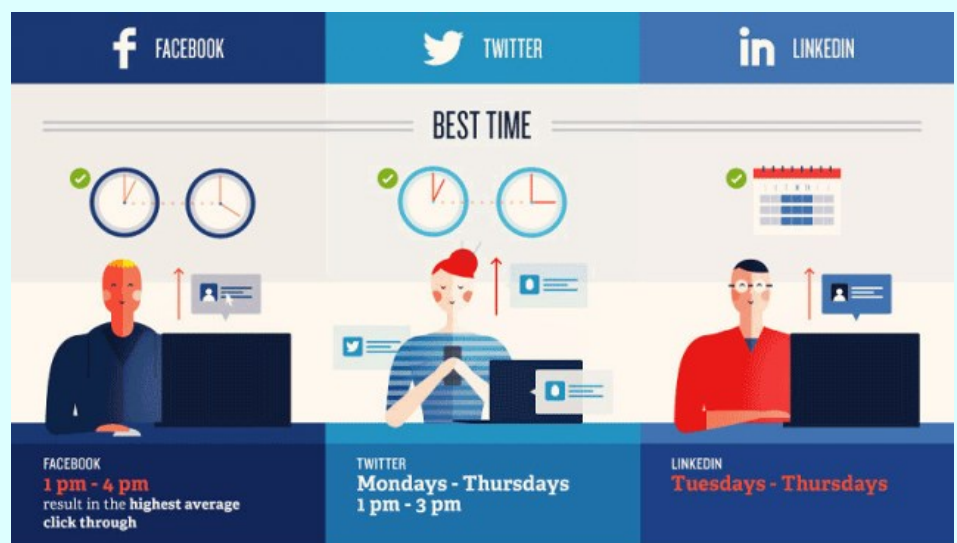 FACEBOOK
TWITTER
LINKEDIN
BEST TIME
FACEBOOK
1 pm - 4 pm
result in the highest average
click through
TWITTER
Mondays - Thursdays
1 pm - 3 pm
LINKEDIN
Tuesdays - Thursdays